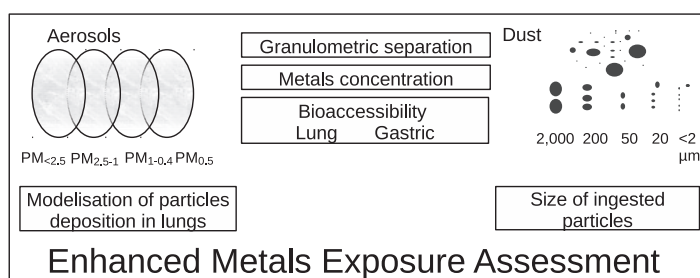 Aerosols
PM<2.5 PM2.5-1 PM1-0.4 PM0.5
Modelisation of particles
deposition in lungs
Granulometric separation
Metals concentration
Bioaccessibility
Lung Gastric
Dust
2,000 200 50 20 <2
µm
Size of ingested
particles
Enhanced Metals Exposure Assessment